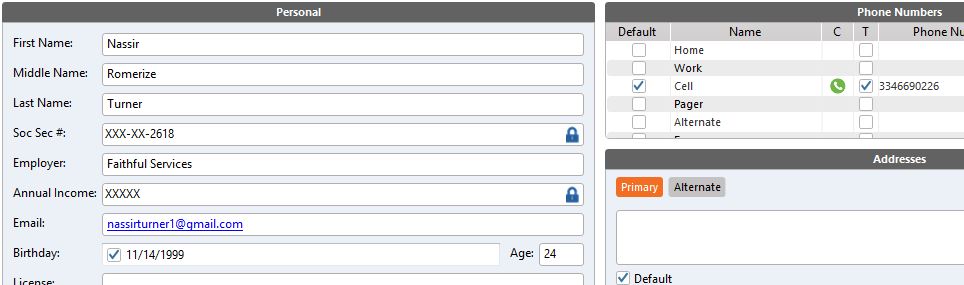 Personal
First Name: Nassir
Middle Name: Romerize
Last Name: Turner
Soc Sec #: XXX-XX-2618
Employer: Faithful Services
Annual Income: XXXXX
Email: nassirturner1@gmail.com
Birthday: 11/14/1999 Age: 24
License:
Phone Numbers
Default Name C T Phone Nu
Home
Work
Cell 3346690226
Pager
Alternate
Addresses
Primary Alternate
Default